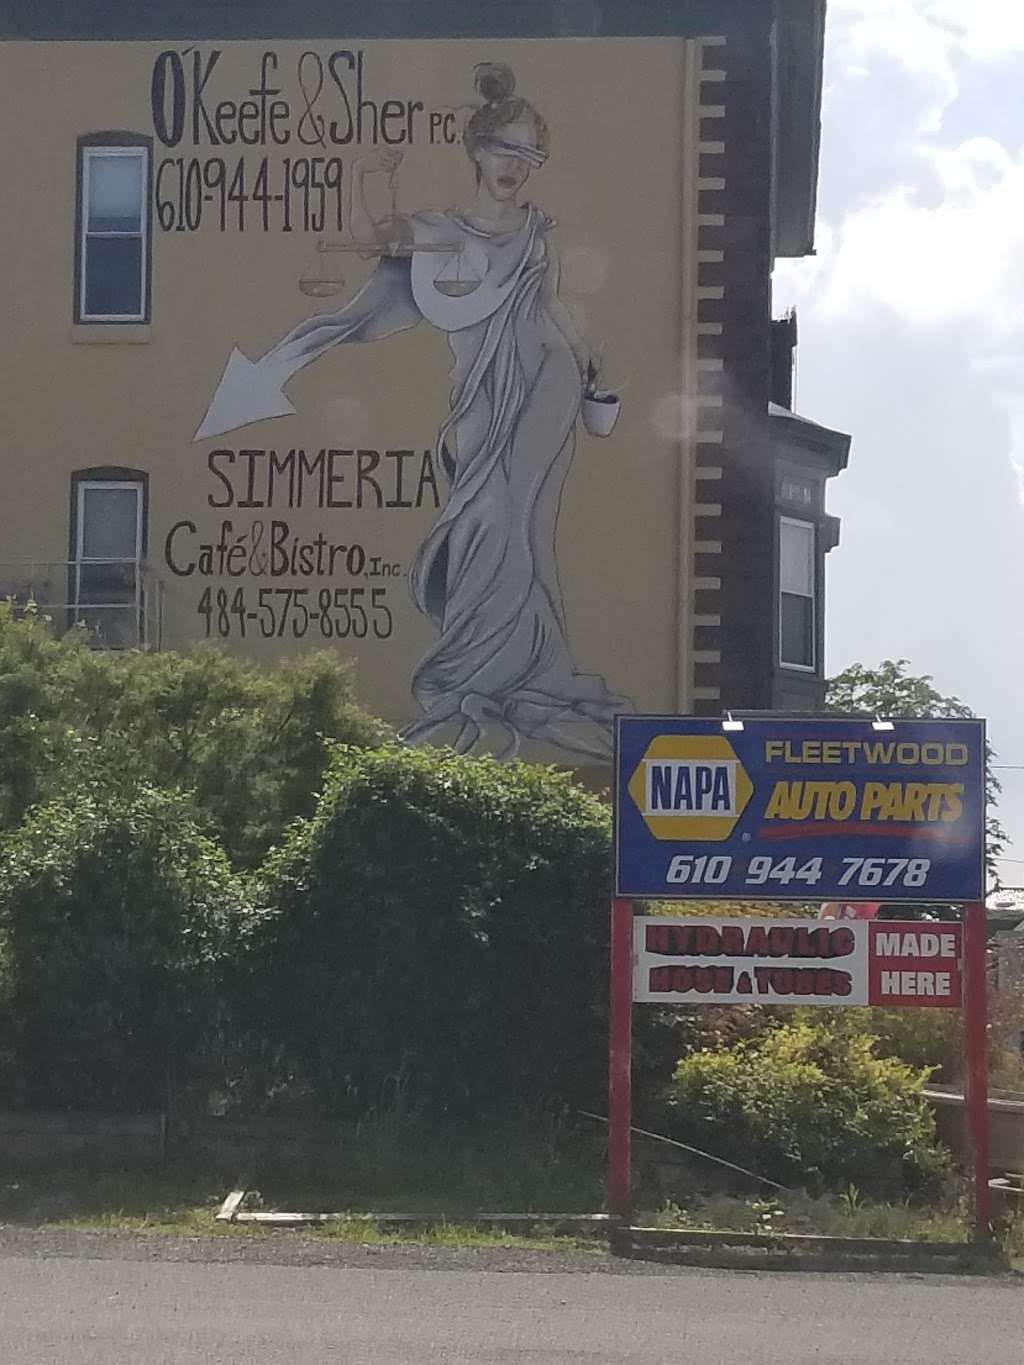 O'Keefe & Sher P.C.
610-944-1959
SIMMERIA
Café & Bistro, Inc.
484-575-8555
NAPA
FLEETWOOD
AUTO PARTS
610 944 7678
HYDRAULIC
HOSE & TUBES
MADE
HERE